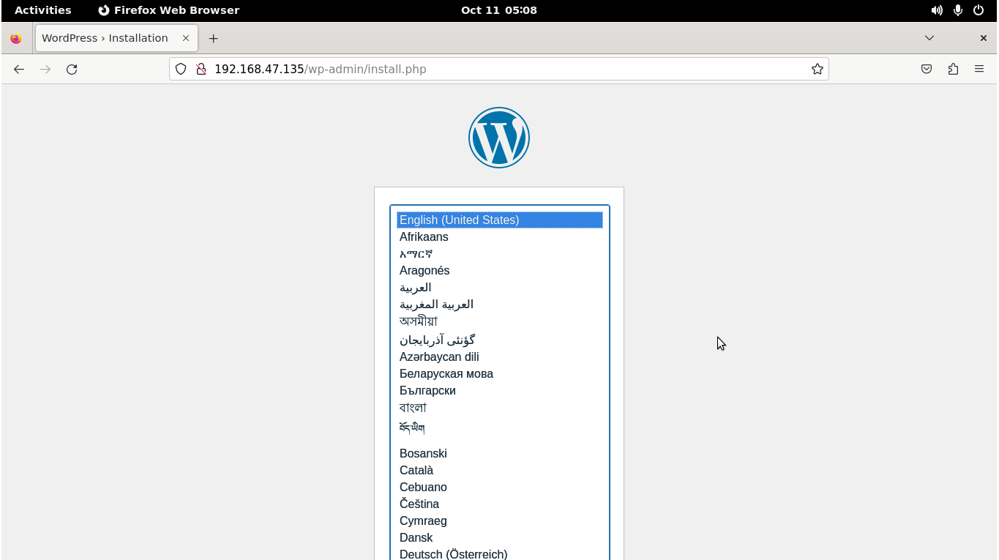 Activities Firefox Web Browser Oct 11 05:08
WordPress › Installation
192.168.47.135/wp-admin/install.php
English (United States)
Afrikaans
አማርኛ
Aragonés
العربية
العربية المغربية
অসমীয়া
گؤنئی آذربایجان
Azərbaycan dili
Беларуская мова
Български
বাংলা
བོད་ཡིག
Bosanski
Català
Cebuano
Čeština
Cymraeg
Dansk
Deutsch (Österreich)